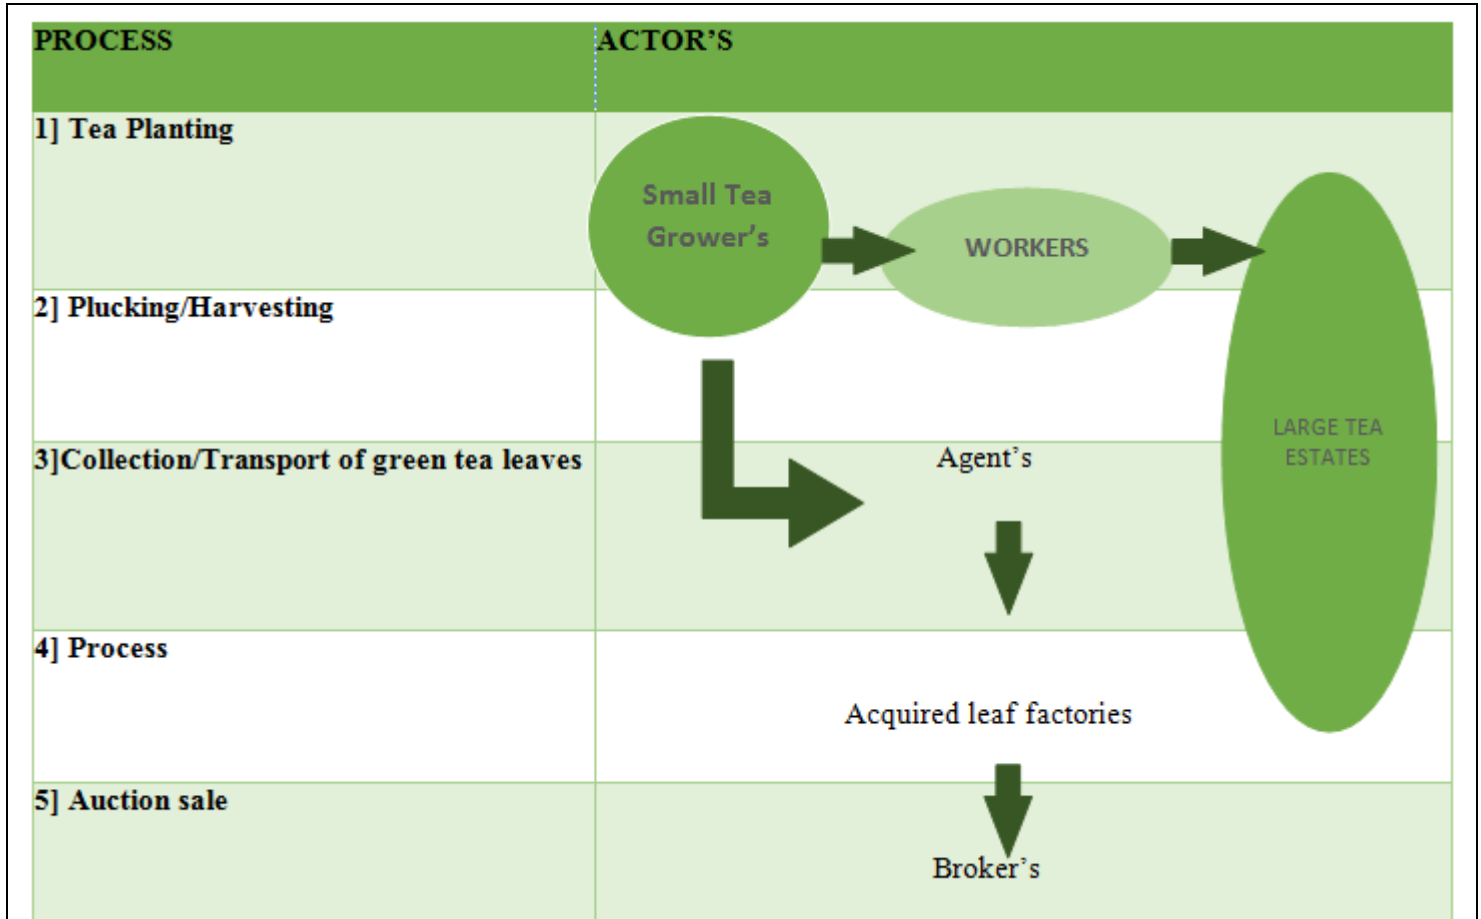 PROCESS
ACTOR’S
1] Tea Planting
Small Tea
Grower’s
WORKERS
2] Plucking/Harvesting
LARGE TEA
ESTATES
3]Collection/Transport of green tea leaves
Agent’s
4] Process
Acquired leaf factories
5] Auction sale
Broker’s